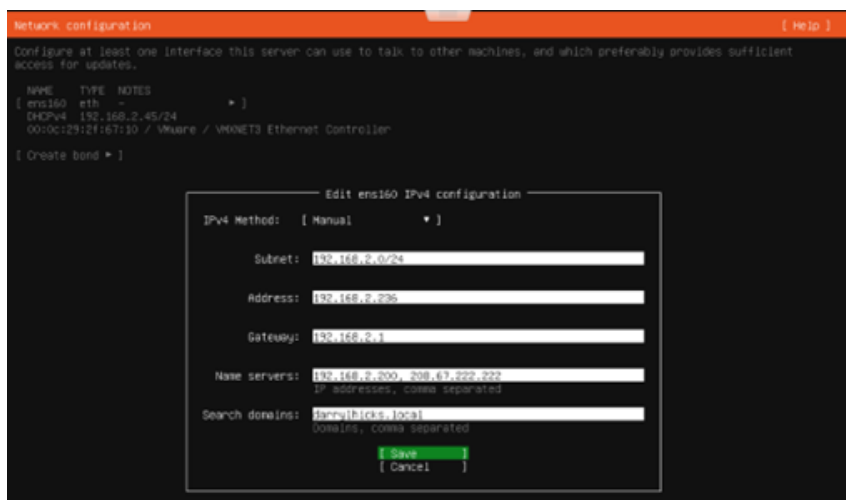 Network configuration [ Help ]
Configure at least one interface this server can use to talk to other machines, and which preferably provides sufficient
access for updates.
NAME TYPE NOTES
[ ens160 eth - ▸ ]
DHCPv4 192.168.2.45/24
00:0c:29:2f:67:10 / VMware / VMXNET3 Ethernet Controller
[ Create bond ▸ ]
Edit ens160 IPv4 configuration
IPv4 Method: [ Manual ▾ ]
Subnet: 192.168.2.0/24
Address: 192.168.2.236
Gateway: 192.168.2.1
Name servers: 192.168.2.200, 208.67.222.222
IP addresses, comma separated
Search domains: darrylhicks.local
Domains, comma separated
[ Save ]
[ Cancel ]